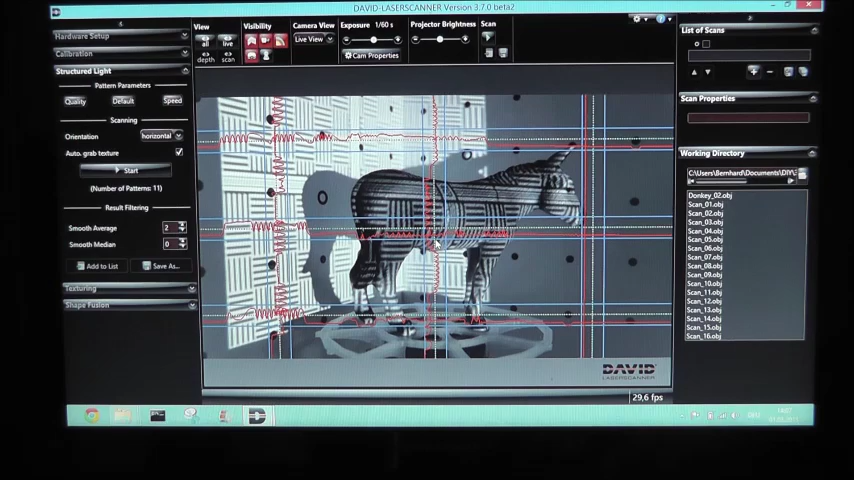 DAVID-LASERSCANNER Version 3.7.0 beta2
Hardware Setup
Calibration
Structured Light
Pattern Parameters
Quality
Default
Speed
Scanning
Orientation
horizontal
Auto. grab texture
Start
(Number of Patterns: 11)
Result Filtering
Smooth Average
2
Smooth Median
0
Add to List
Save As...
Texturing
Shape Fusion
View
all
live
depth
scan
Visibility
Camera View
Live View
Exposure 1/60 s
Cam Properties
Projector Brightness
Scan
DAVID
LASERSCANNER
29,6 fps
List of Scans
Scan Properties
Working Directory
C:\Users\Bernhard\Documents\DIY\
Donkey_02.obj
Scan_01.obj
Scan_02.obj
Scan_03.obj
Scan_04.obj
Scan_05.obj
Scan_06.obj
Scan_07.obj
Scan_08.obj
Scan_09.obj
Scan_10.obj
Scan_11.obj
Scan_12.obj
Scan_13.obj
Scan_14.obj
Scan_15.obj
Scan_16.obj